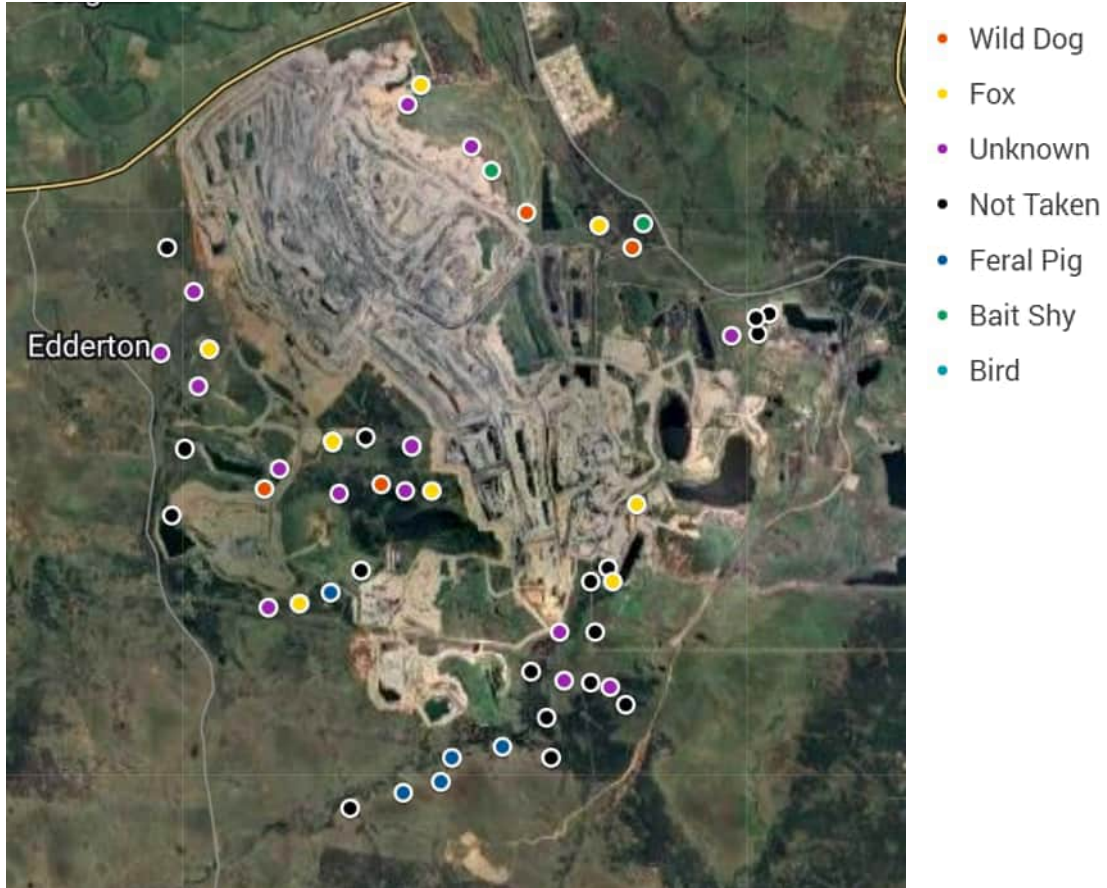 Wild Dog
Fox
Unknown
Not Taken
Feral Pig
Edderton
Bait Shy
Bird